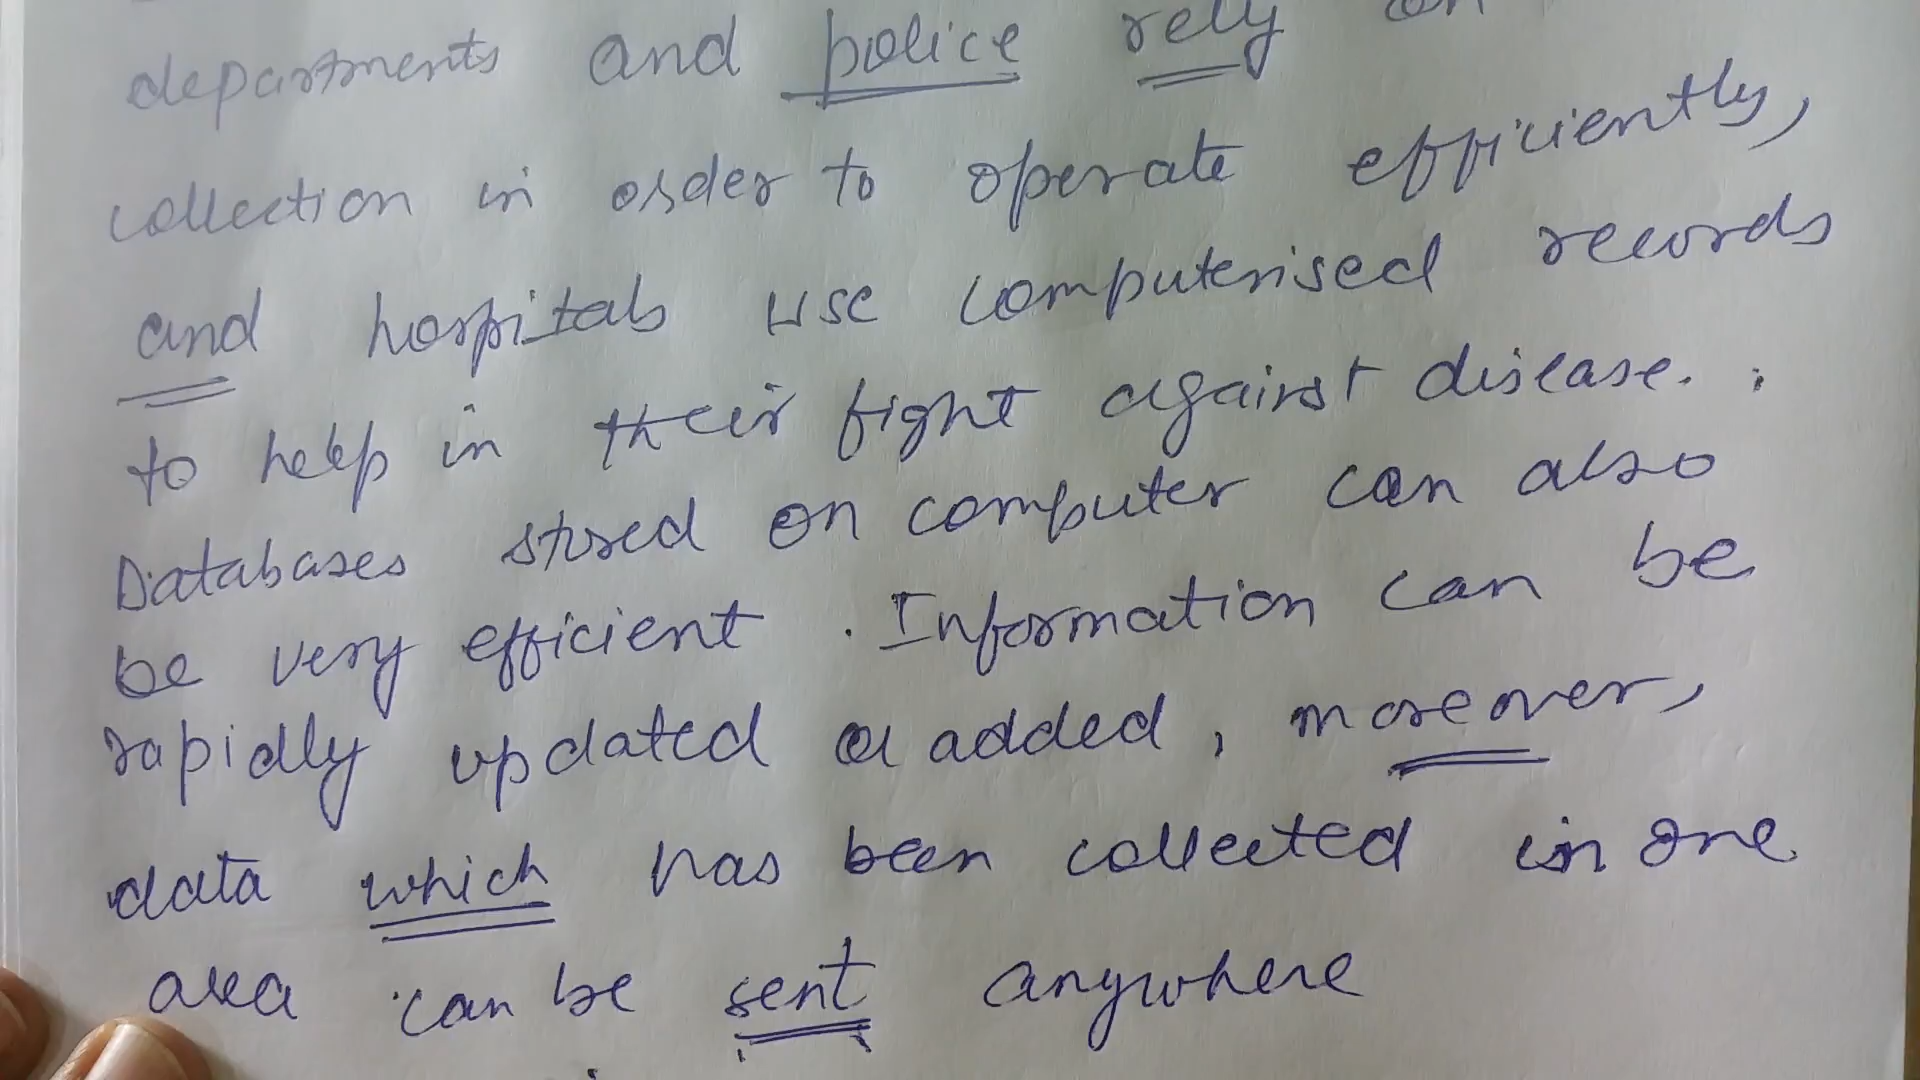 departments and police rely on
collection in order to operate efficiently,
and hospitals use computerised records
to help in their fight against disease.
Databases stored on computer can also
be very efficient. Information can be
rapidly updated or added, moreover,
data which has been collected in one
area can be sent anywhere